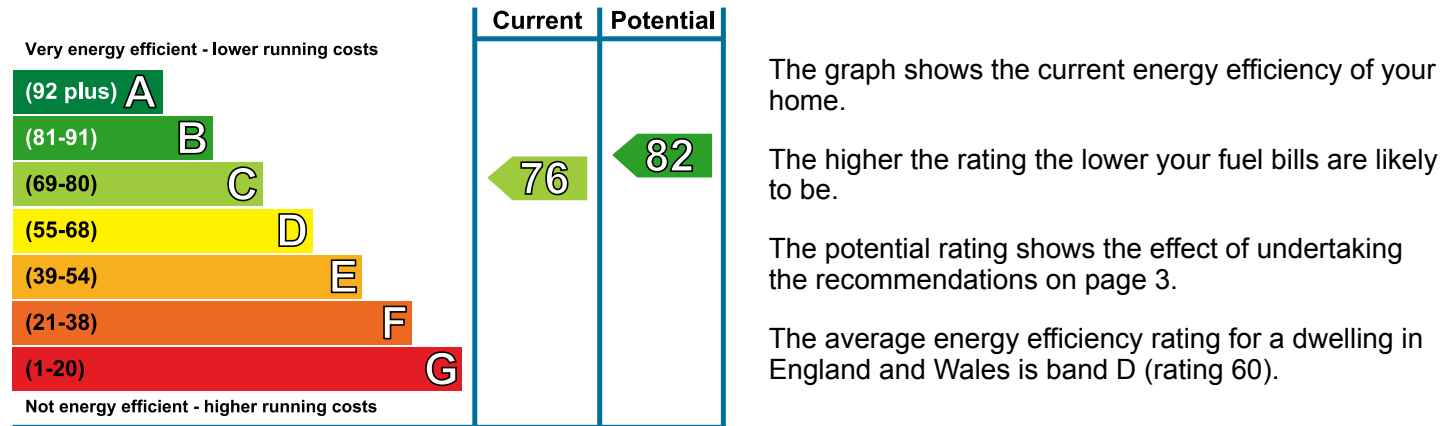 Current Potential
Very energy efficient - lower running costs
(92 plus) A
(81-91) B
(69-80) C
(55-68) D
(39-54) E
(21-38) F
(1-20) G
Not energy efficient - higher running costs
76
82
The graph shows the current energy efficiency of your
home.
The higher the rating the lower your fuel bills are likely
to be.
The potential rating shows the effect of undertaking
the recommendations on page 3.
The average energy efficiency rating for a dwelling in
England and Wales is band D (rating 60).